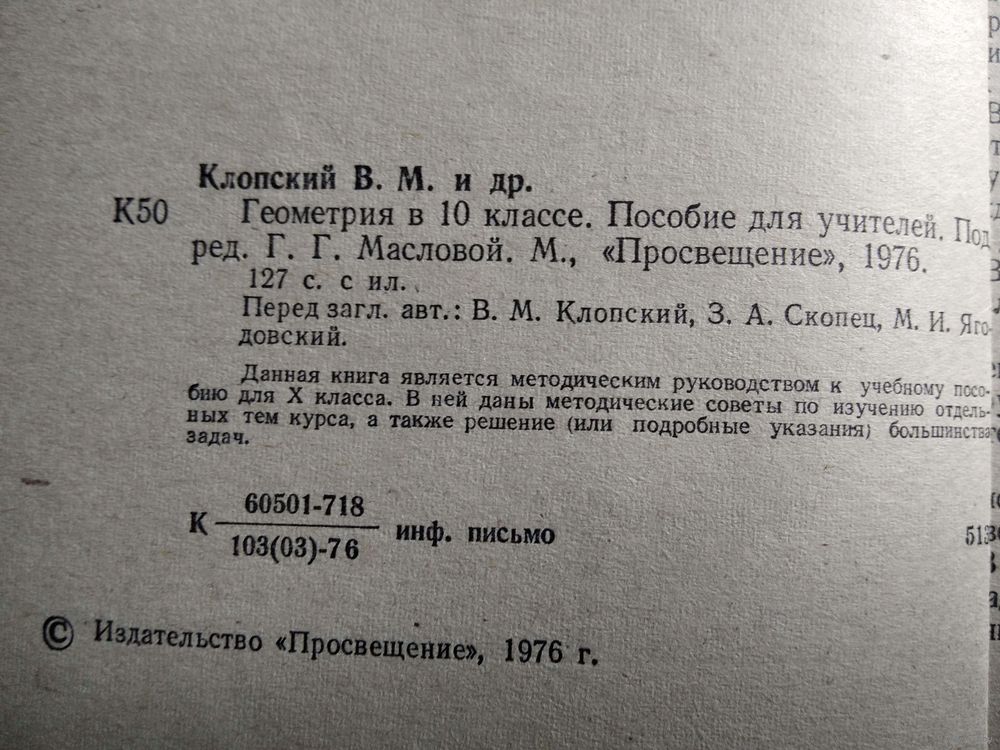 Клопский В. М. и др.
К50 Геометрия в 10 классе. Пособие для учителей. Под
ред. Г. Г. Масловой. М., «Просвещение», 1976.
127 с. с ил.
Перед загл. авт.: В. М. Клопский, З. А. Скопец, М. И. Яго-
довский.
Данная книга является методическим руководством к учебному посо-
бию для X класса. В ней даны методические советы по изучению отдель-
ных тем курса, а также решение (или подробные указания) большинства
задач.
60501-718
К инф. письмо
103(03)-76
513
© Издательство «Просвещение», 1976 г.